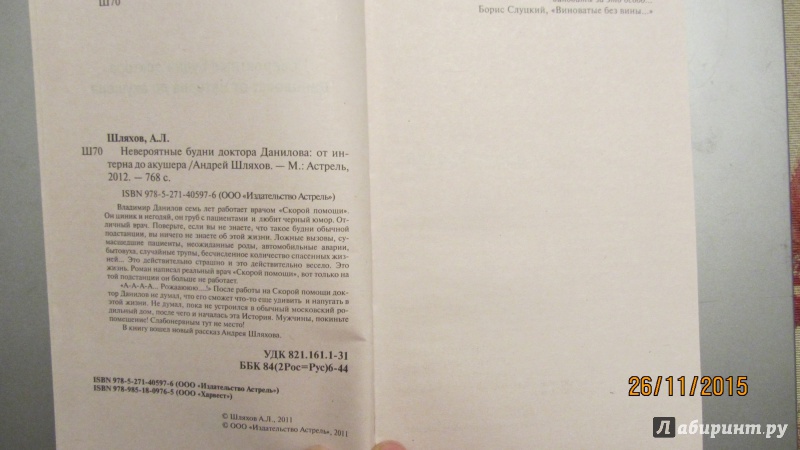 Ш70
Борис Слуцкий, «Виноватые без вины...»
Шляхов, А.Л.
Ш70 Невероятные будни доктора Данилова: от ин-
терна до акушера /Андрей Шляхов. — М.: Астрель,
2012. — 768 с.
ISBN 978-5-271-40597-6 (ООО «Издательство Астрель»)
Владимир Данилов семь лет работает врачом «Скорой помощи».
Он циник и негодяй, он груб с пациентами и любит черный юмор. От-
личный врач. Поверьте, если вы не знаете, что такое будни обычной
подстанции, вы ничего не знаете об этой жизни. Ложные вызовы, су-
масшедшие пациенты, неожиданные роды, автомобильные аварии,
бытовуха, случайные трупы, бесчисленное количество спасенных жиз-
ней... Это действительно страшно и это действительно весело. Это
жизнь. Роман написал реальный врач «Скорой помощи», вот только на
той подстанции он больше не работает.
«А-А-А-А... Рожаююю...!» После работы на Скорой помощи док-
тор Данилов не думал, что его сможет что-то еще удивить и напугать в
этой жизни. Не думал, пока не устроился в обычный московский ро-
дильный дом, после чего и началась эта История. Мужчины, покиньте
помещение! Слабонервным тут не место!
В книгу вошел новый рассказ Андрея Шляхова.
УДК 821.161.1-31
ББК 84(2Рос=Рус)6-44
ISBN 978-5-271-40597-6 (ООО «Издательство Астрель»)
ISBN 978-985-18-0976-5 (ООО «Харвест»)
© Шляхов А.Л., 2011
© ООО «Издательство Астрель», 2011
26/11/2015
Лабиринт.ру